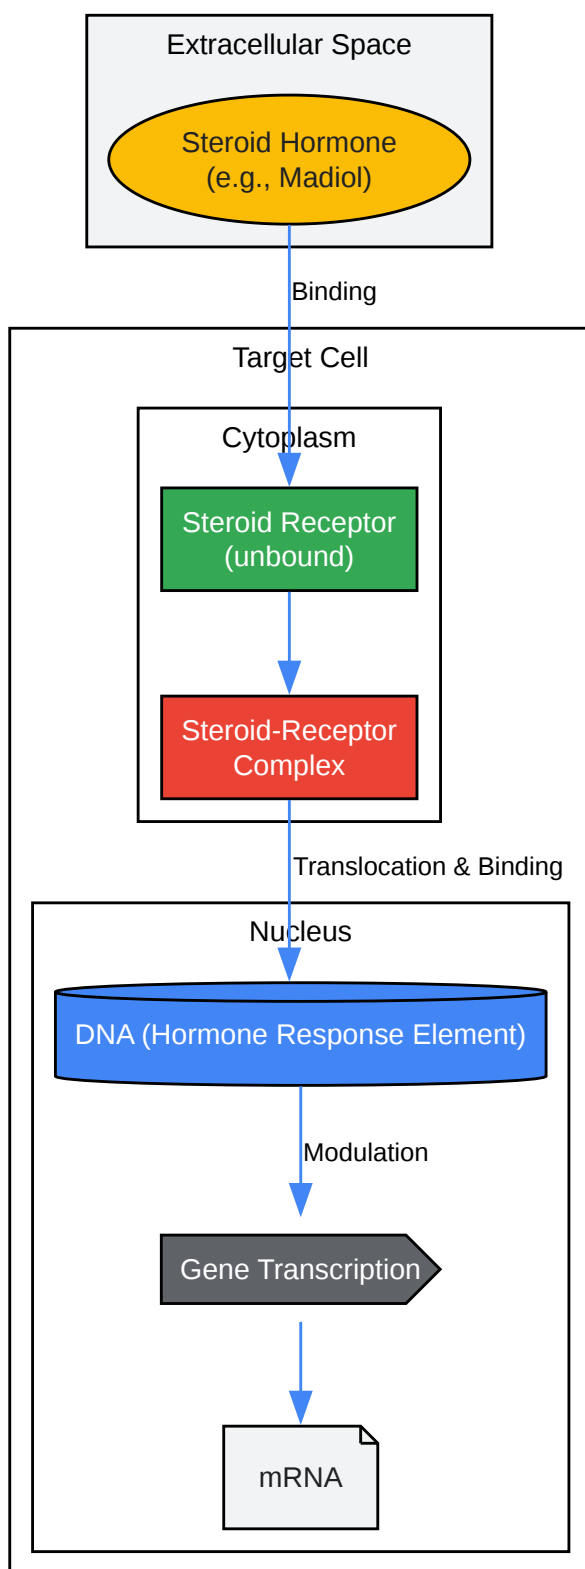 Extracellular Space
Steroid Hormone
(e.g., Madiol)
Binding
Target Cell
Cytoplasm
Steroid Receptor
(unbound)
Steroid-Receptor
Complex
Translocation & Binding
Nucleus
DNA (Hormone Response Element)
Modulation
Gene Transcription
mRNA